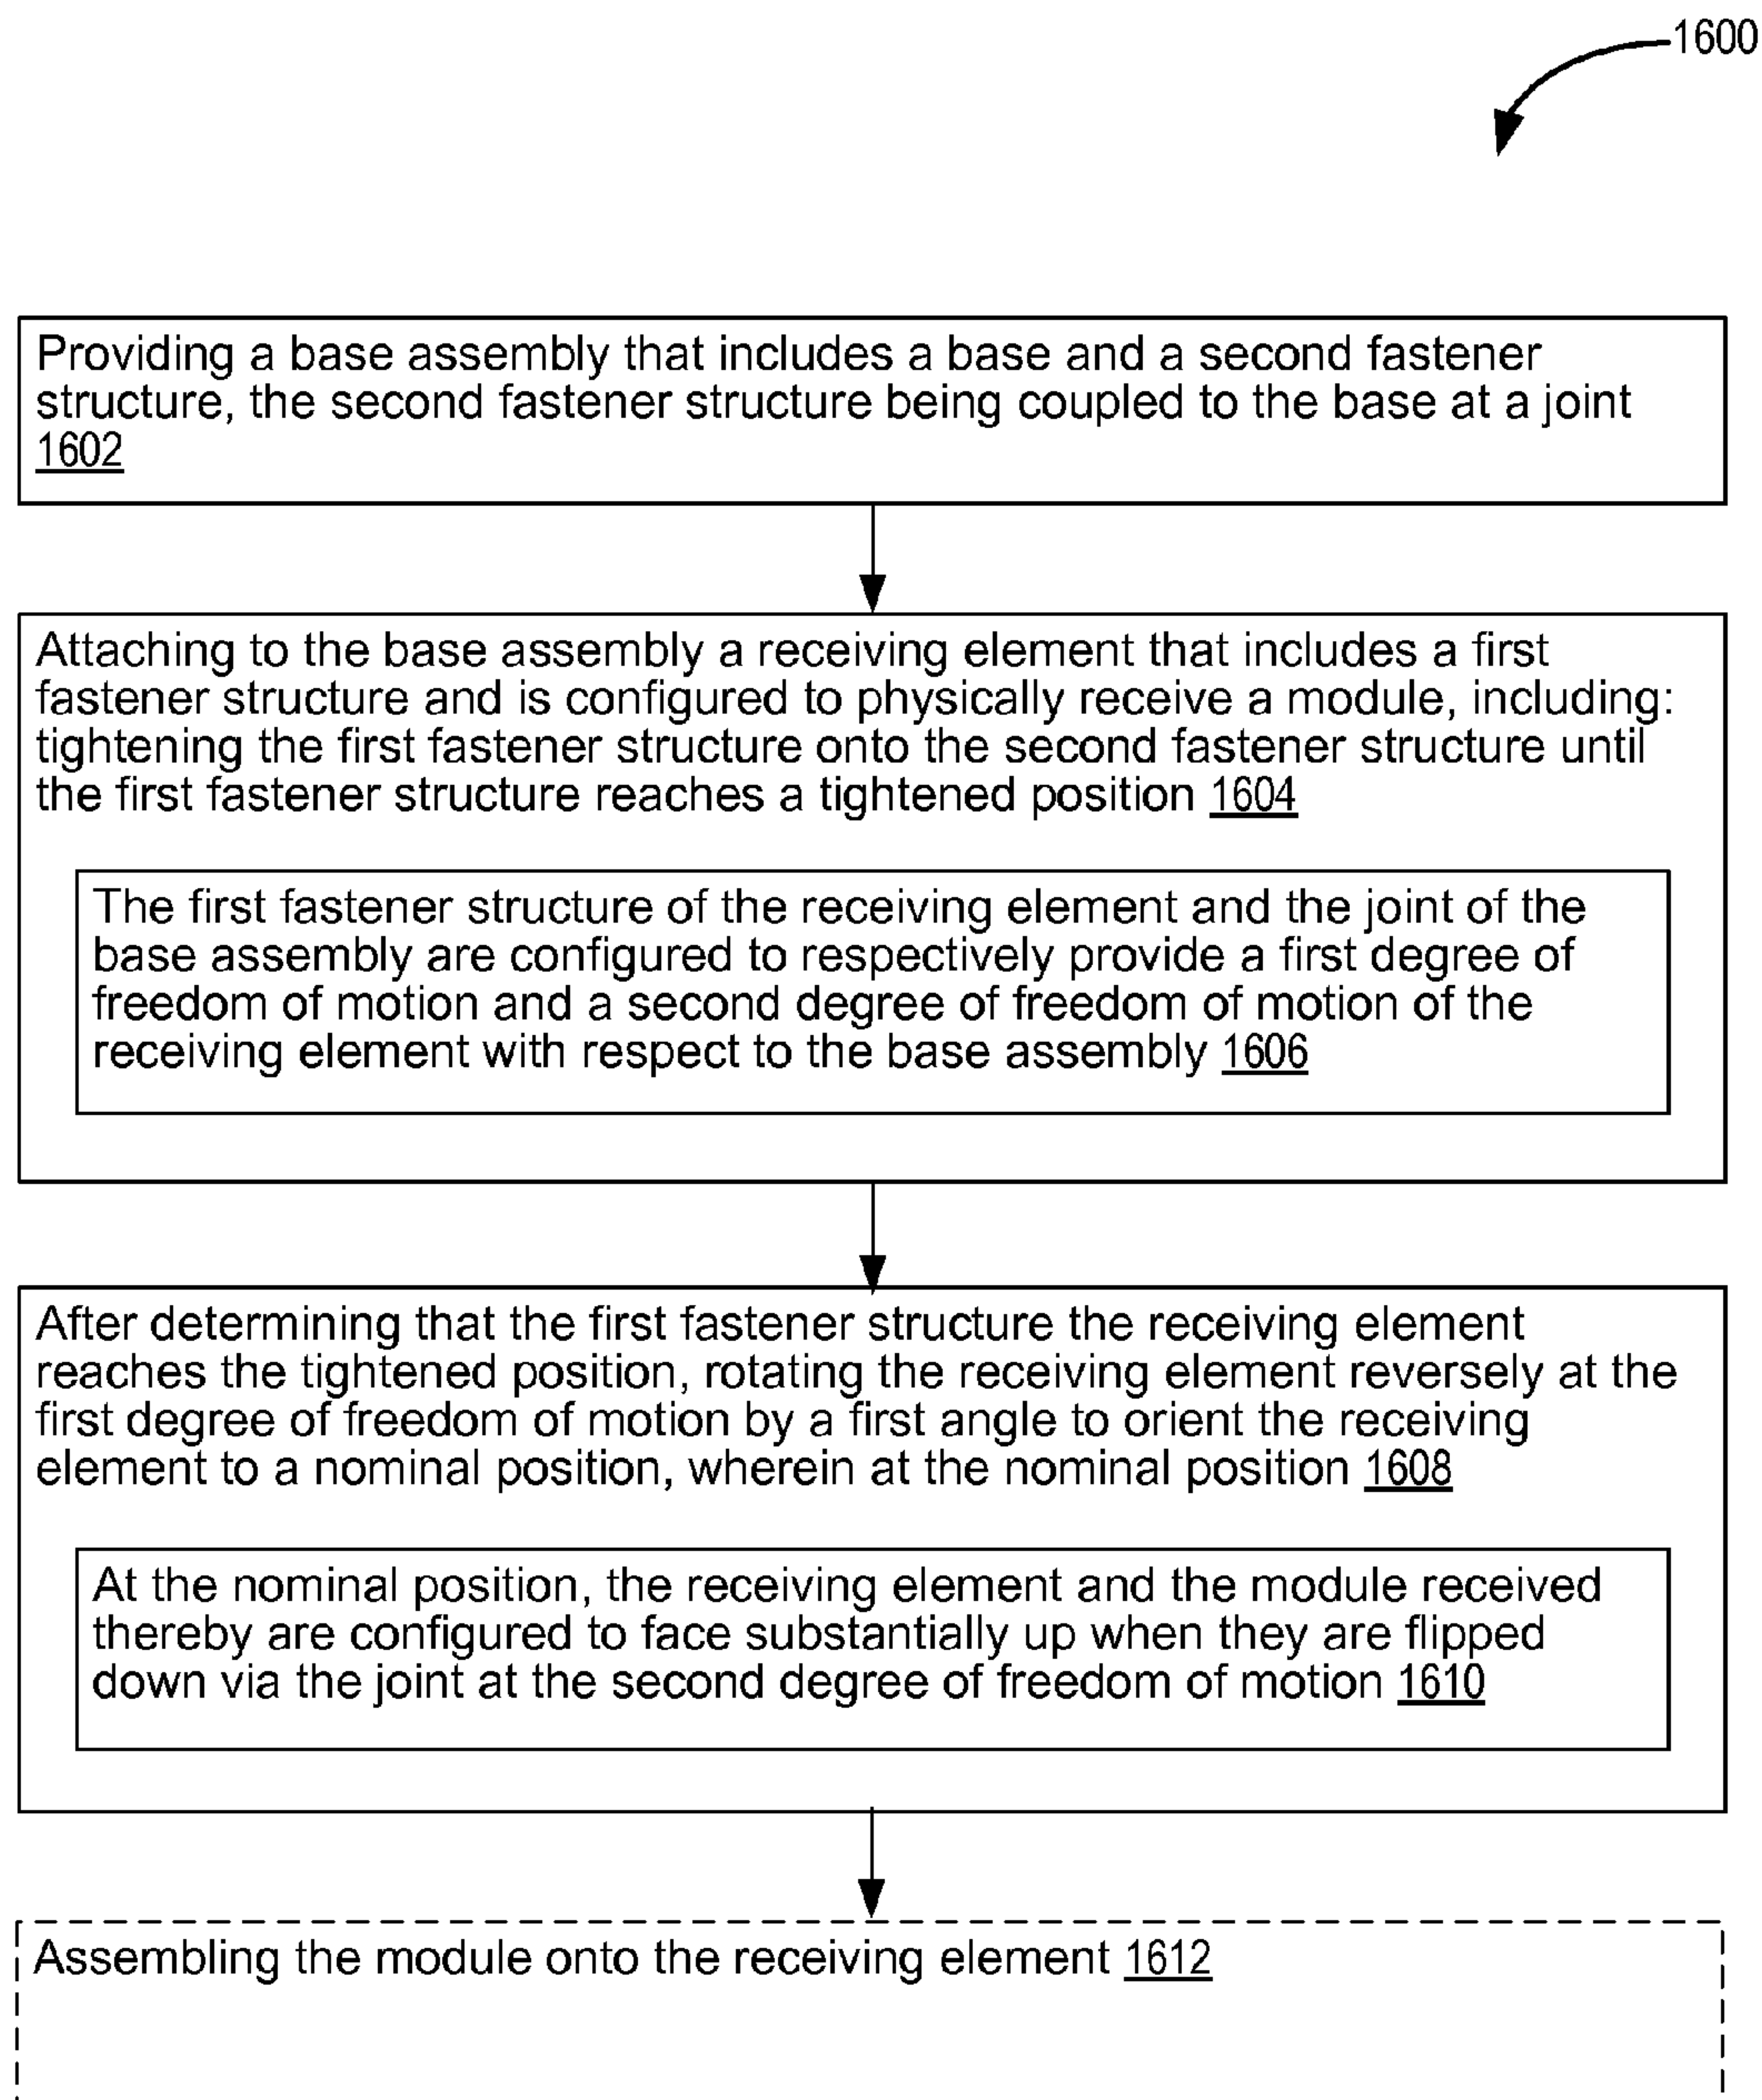 1600
Providing a base assembly that includes a base and a second fastener
structure, the second fastener structure being coupled to the base at a joint
1602
Attaching to the base assembly a receiving element that includes a first
fastener structure and is configured to physically receive a module, including:
tightening the first fastener structure onto the second fastener structure until
the first fastener structure reaches a tightened position 1604
The first fastener structure of the receiving element and the joint of the
base assembly are configured to respectively provide a first degree of
freedom of motion and a second degree of freedom of motion of the
receiving element with respect to the base assembly 1606
After determining that the first fastener structure the receiving element
reaches the tightened position, rotating the receiving element reversely at the
first degree of freedom of motion by a first angle to orient the receiving
element to a nominal position, wherein at the nominal position 1608
At the nominal position, the receiving element and the module received
thereby are configured to face substantially up when they are flipped
down via the joint at the second degree of freedom of motion 1610
Assembling the module onto the receiving element 1612